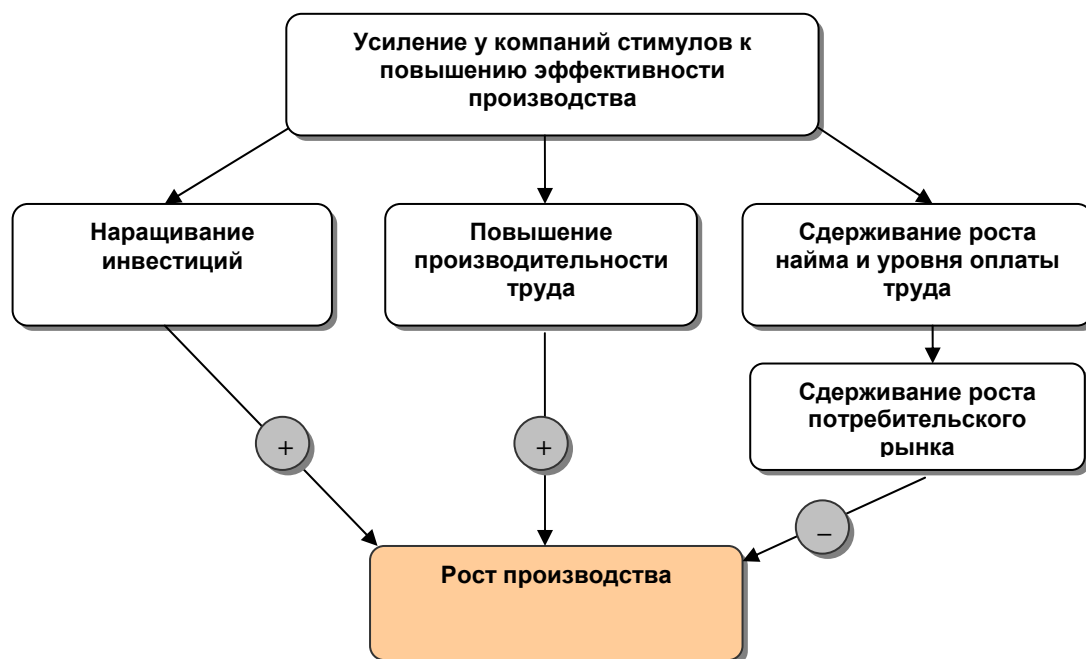 Усиление у компаний стимулов к
повышению эффективности
производства
Наращивание
инвестиций
Повышение
производительности
труда
Сдерживание роста
найма и уровня оплаты
труда
Сдерживание роста
потребительского
рынка
+
+
–
Рост производства